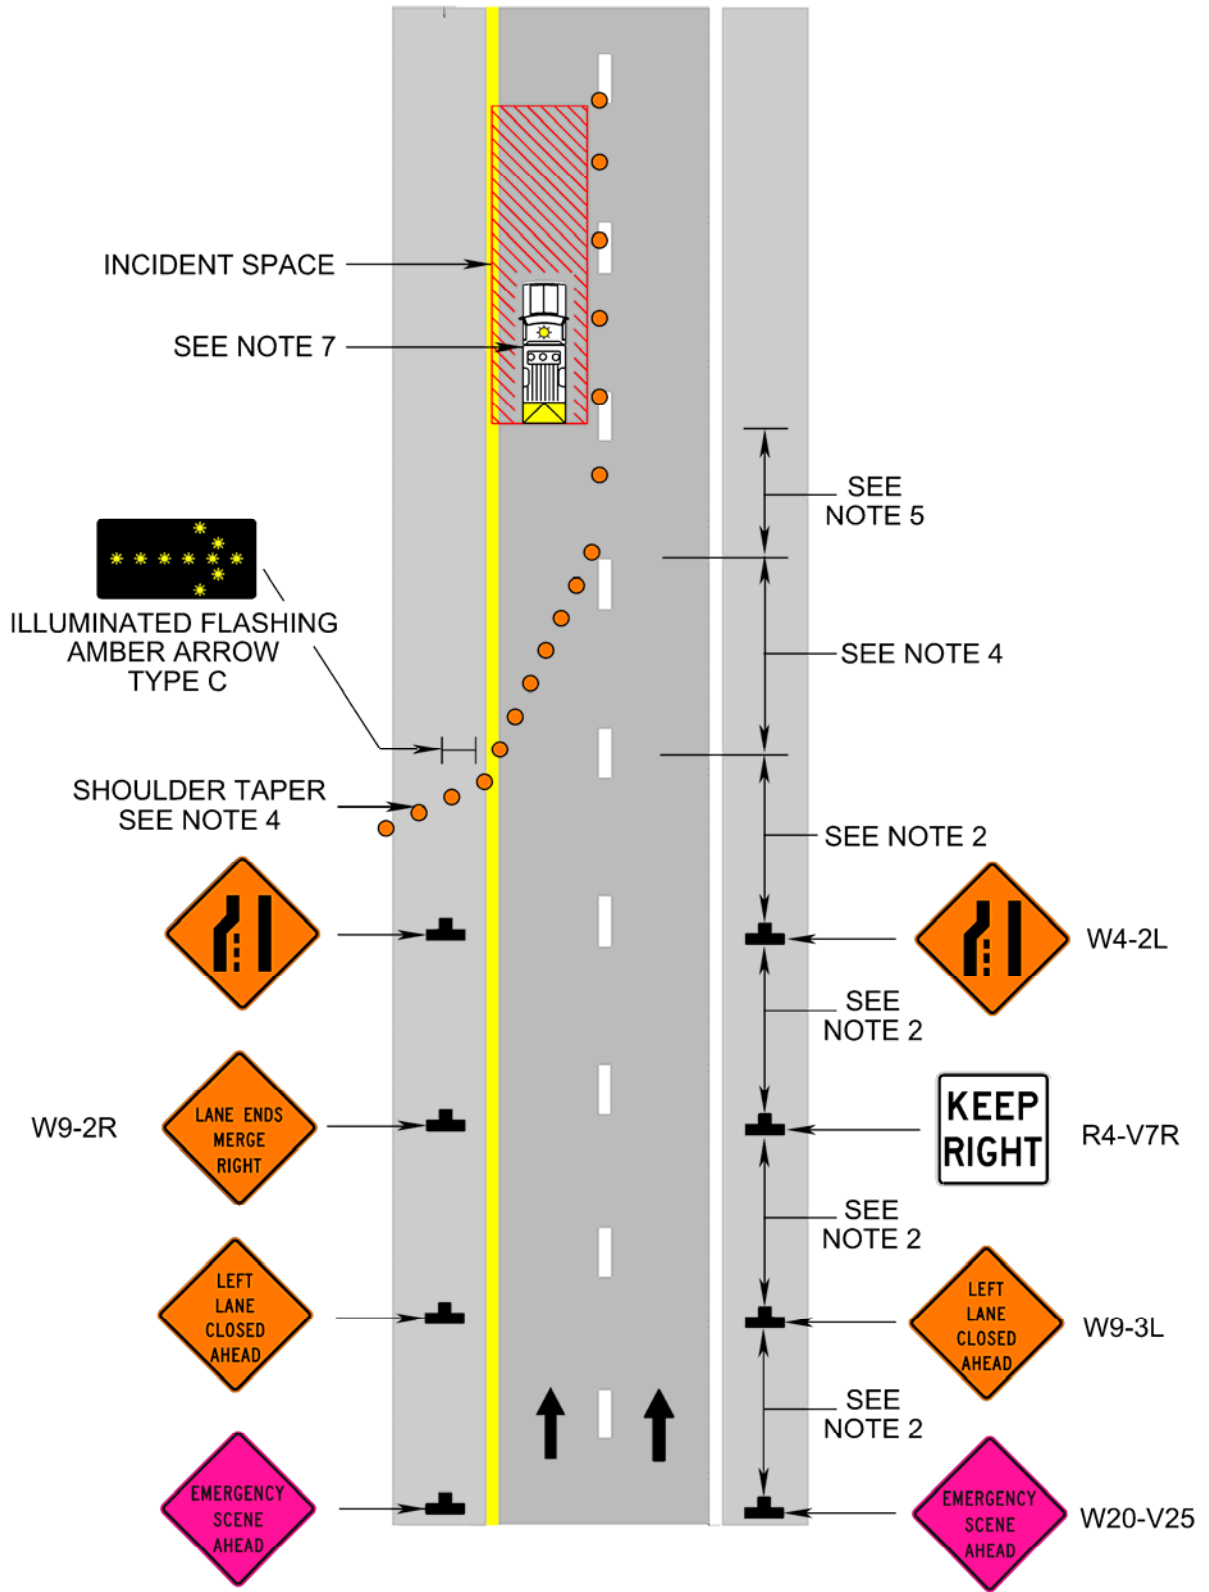 INCIDENT SPACE
SEE NOTE 7
SEE
NOTE 5
ILLUMINATED FLASHING
AMBER ARROW
TYPE C
SEE NOTE 4
SHOULDER TAPER
SEE NOTE 4
SEE NOTE 2
W4-2L
SEE
NOTE 2
W9-2R
LANE ENDS
MERGE
RIGHT
KEEP
RIGHT
R4-V7R
SEE
NOTE 2
LEFT
LANE
CLOSED
AHEAD
LEFT
LANE
CLOSED
AHEAD
W9-3L
SEE
NOTE 2
EMERGENCY
SCENE
AHEAD
EMERGENCY
SCENE
AHEAD
W20-V25